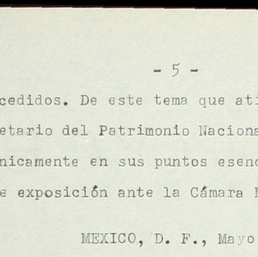 - 5 -
cedidos. De este tema que ati
etario del Patrimonio Naciona
nicamente en sus puntos esenc
e exposición ante la Cámara
MEXICO, D. F., Mayo